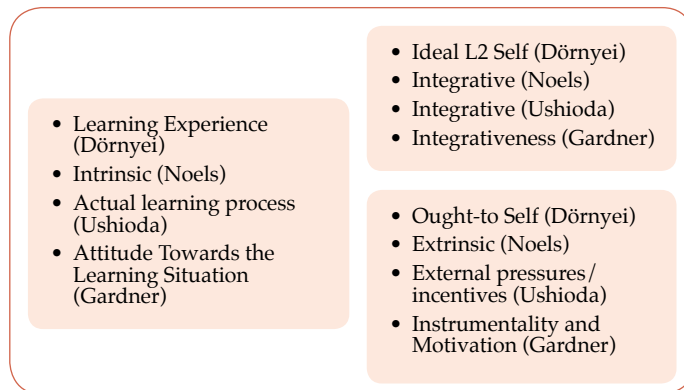 • Learning Experience
(Dörnyei)
• Intrinsic (Noels)
• Actual learning process
(Ushioda)
• Attitude Towards the
Learning Situation
(Gardner)
• Ideal L2 Self (Dörnyei)
• Integrative (Noels)
• Integrative (Ushioda)
• Integrativeness (Gardner)
• Ought-to Self (Dörnyei)
• Extrinsic (Noels)
• External pressures/
incentives (Ushioda)
• Instrumentality and
Motivation (Gardner)